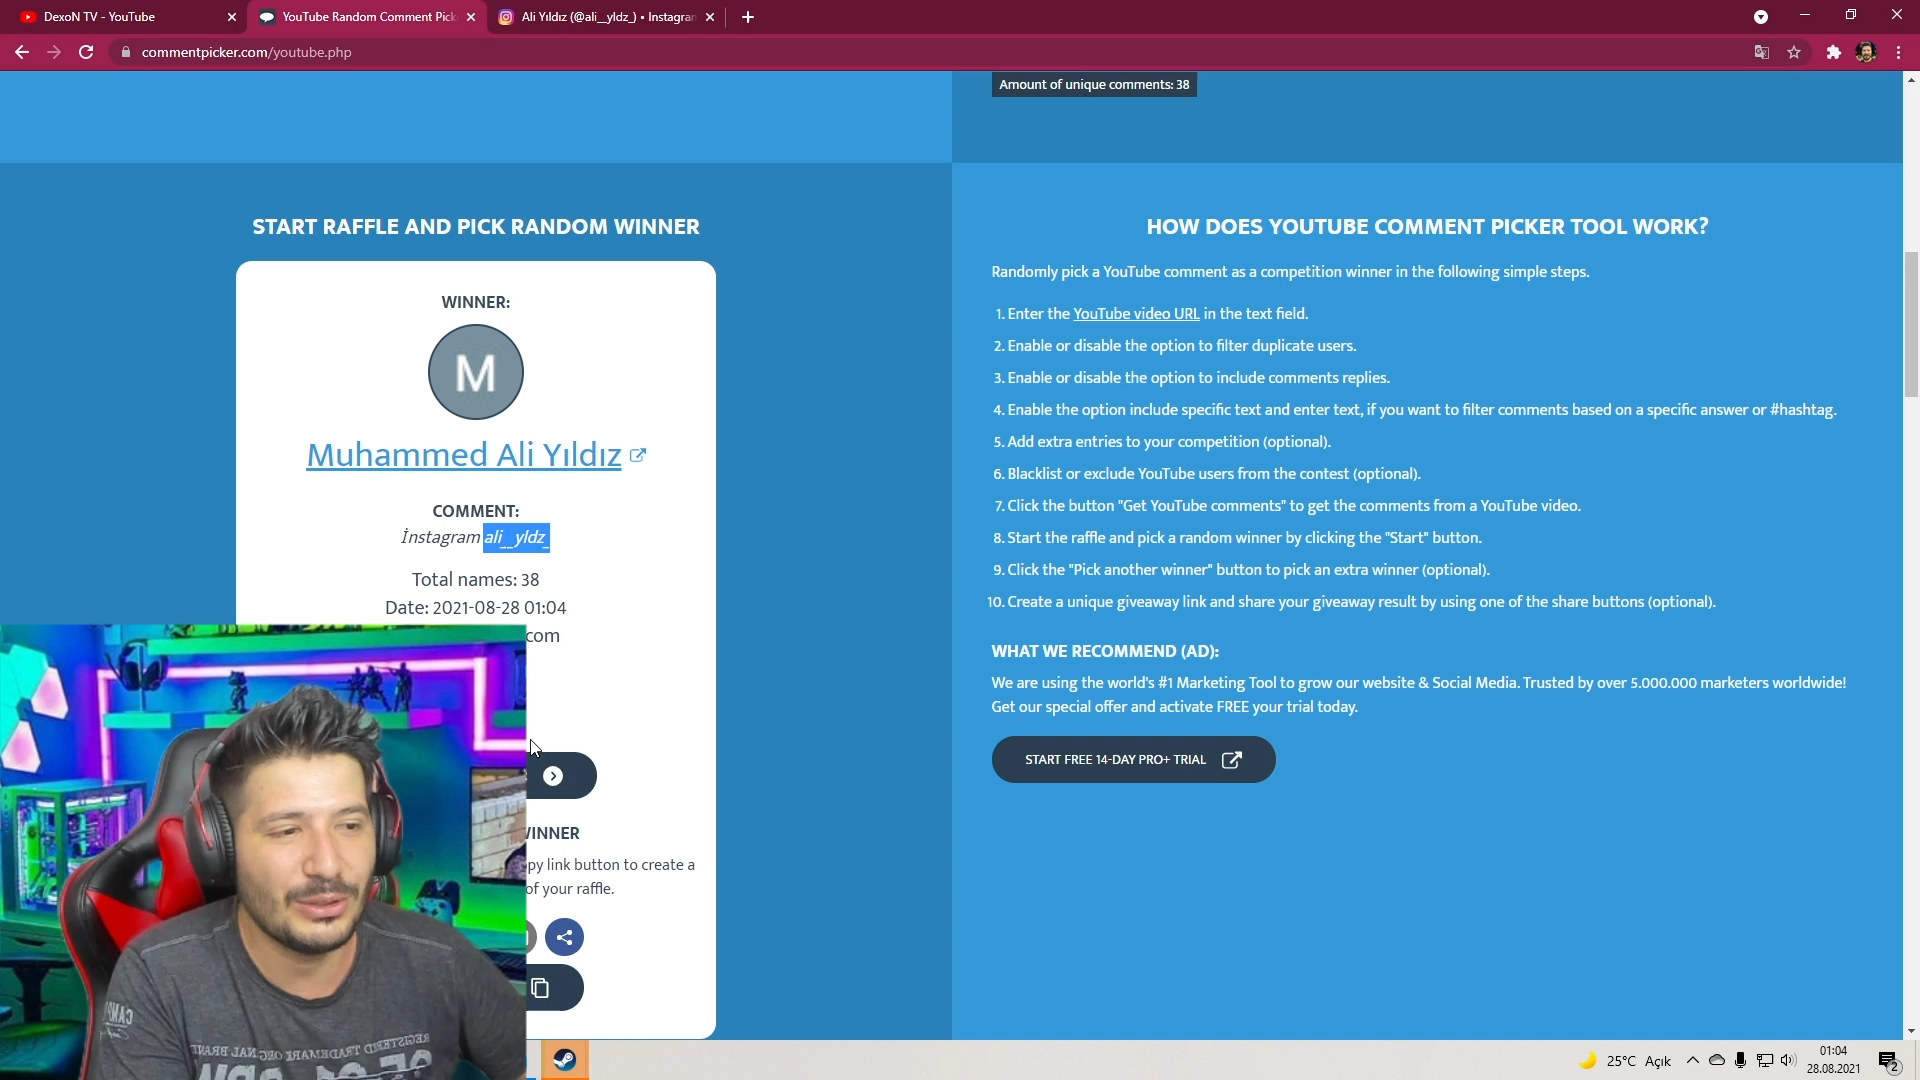 DexoN TV - YouTube
YouTube Random Comment Pick
Ali Yıldız (@ali__yldz_) • Instagram
commentpicker.com/youtube.php
Amount of unique comments: 38
START RAFFLE AND PICK RANDOM WINNER
WINNER:
M
Muhammed Ali Yıldız
COMMENT:
İnstagram ali__yldz_
Total names: 38
Date: 2021-08-28 01:04
com
WINNER
py link button to create a
of your raffle.
HOW DOES YOUTUBE COMMENT PICKER TOOL WORK?
Randomly pick a YouTube comment as a competition winner in the following simple steps.
1. Enter the YouTube video URL in the text field.
2. Enable or disable the option to filter duplicate users.
3. Enable or disable the option to include comments replies.
4. Enable the option include specific text and enter text, if you want to filter comments based on a specific answer or #hashtag.
5. Add extra entries to your competition (optional).
6. Blacklist or exclude YouTube users from the contest (optional).
7. Click the button "Get YouTube comments" to get the comments from a YouTube video.
8. Start the raffle and pick a random winner by clicking the "Start" button.
9. Click the "Pick another winner" button to pick an extra winner (optional).
10. Create a unique giveaway link and share your giveaway result by using one of the share buttons (optional).
WHAT WE RECOMMEND (AD):
We are using the world's #1 Marketing Tool to grow our website & Social Media. Trusted by over 5.000.000 marketers worldwide!
Get our special offer and activate FREE your trial today.
START FREE 14-DAY PRO+ TRIAL
25°C Açık
01:04
28.08.2021
2